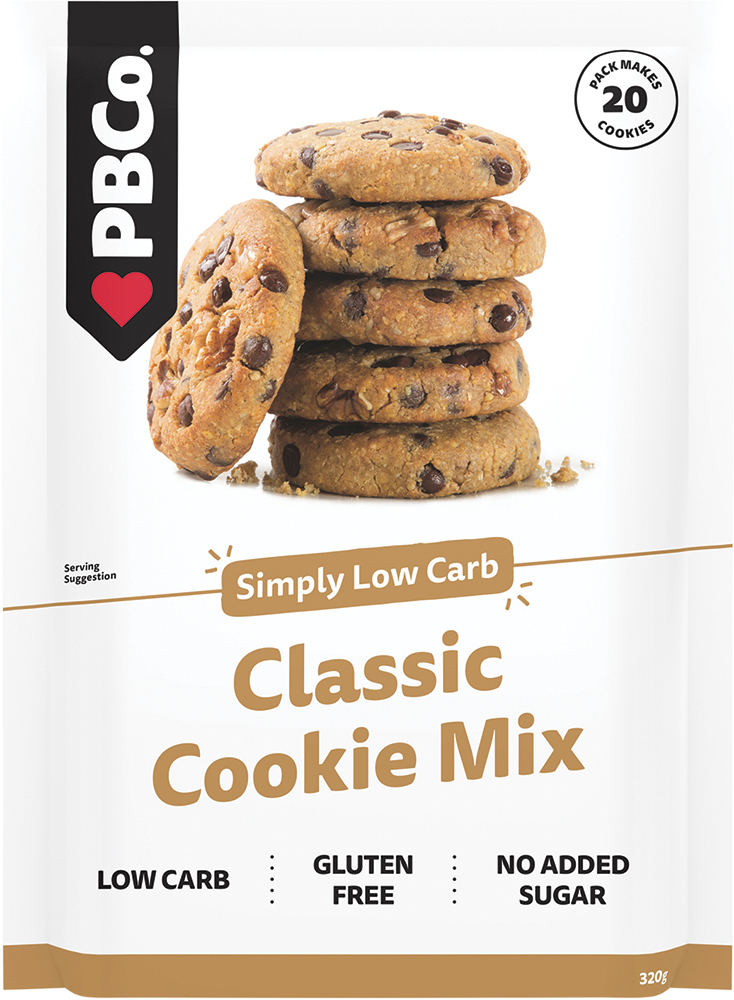 PBCo.
PACK MAKES
20
COOKIES
Serving
Suggestion
Simply Low Carb
Classic
Cookie Mix
LOW CARB
GLUTEN
FREE
NO ADDED
SUGAR
320g